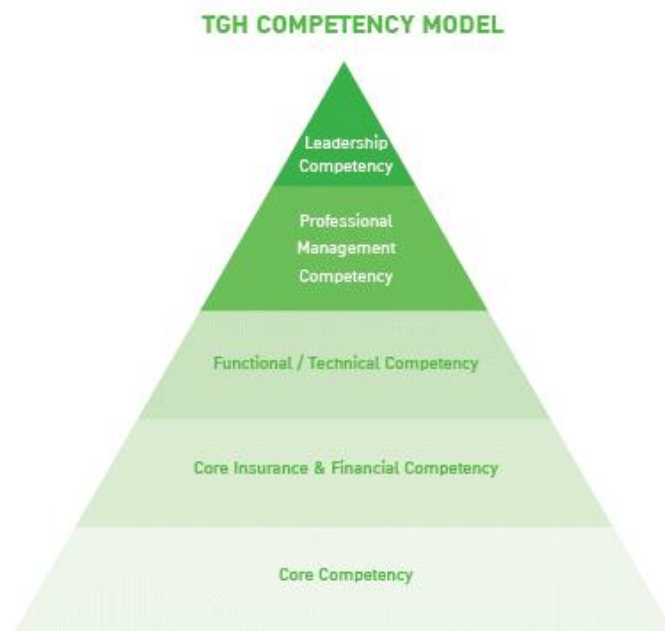 TGH COMPETENCY MODEL
Leadership
Competency
Professional
Management
Competency
Functional / Technical Competency
Core Insurance & Financial Competency
Core Competency